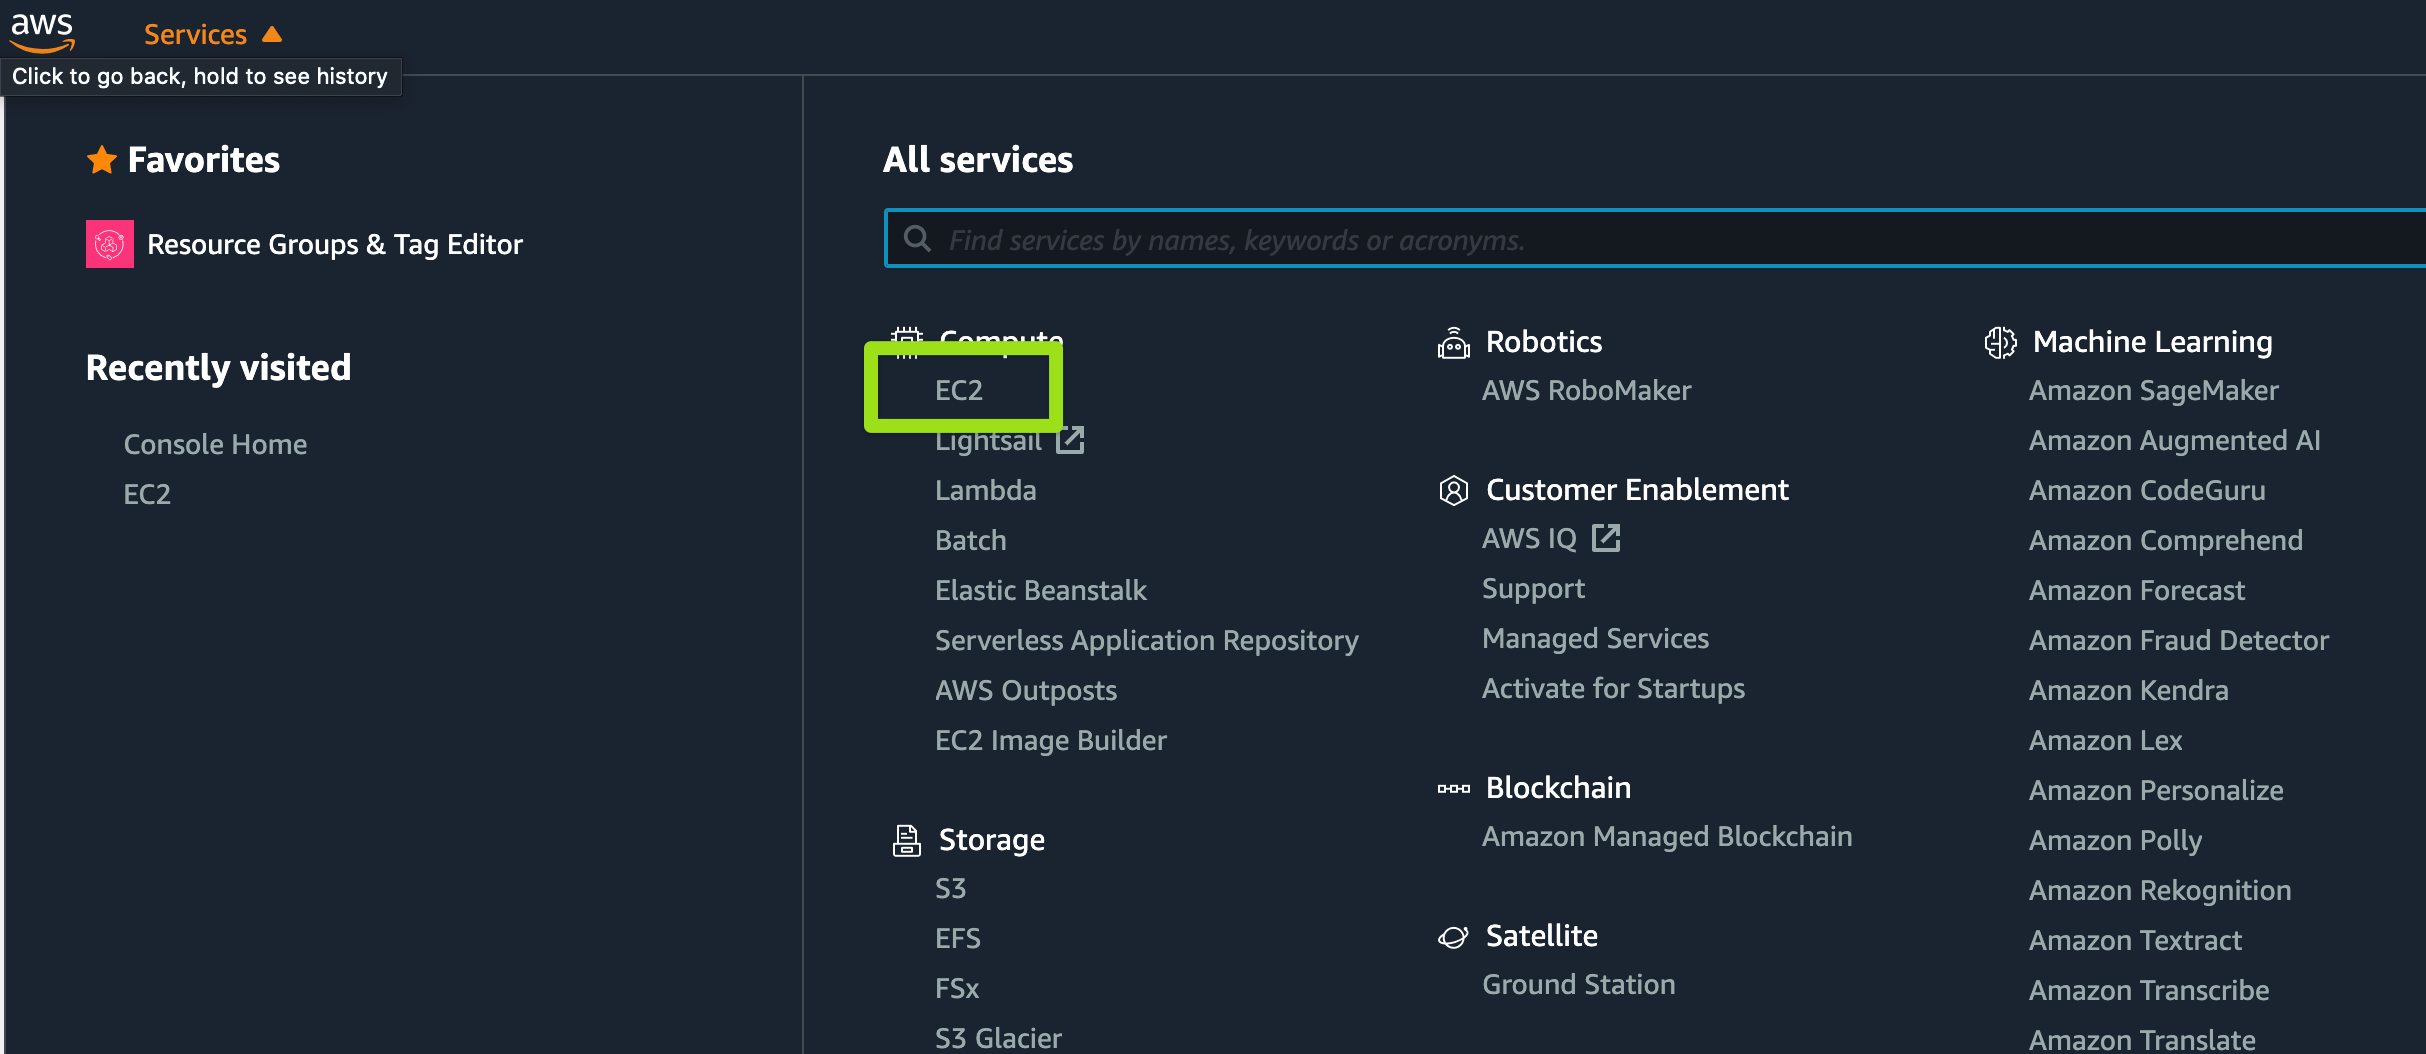 aws
Services
Click to go back, hold to see history
Favorites
Resource Groups & Tag Editor
Recently visited
Console Home
EC2
All services
Find services by names, keywords or acronyms.
Compute
EC2
Lightsail
Lambda
Batch
Elastic Beanstalk
Serverless Application Repository
AWS Outposts
EC2 Image Builder
Storage
S3
EFS
FSx
S3 Glacier
Robotics
AWS RoboMaker
Customer Enablement
AWS IQ
Support
Managed Services
Activate for Startups
Blockchain
Amazon Managed Blockchain
Satellite
Ground Station
Machine Learning
Amazon SageMaker
Amazon Augmented AI
Amazon CodeGuru
Amazon Comprehend
Amazon Forecast
Amazon Fraud Detector
Amazon Kendra
Amazon Lex
Amazon Personalize
Amazon Polly
Amazon Rekognition
Amazon Textract
Amazon Transcribe
Amazon Translate